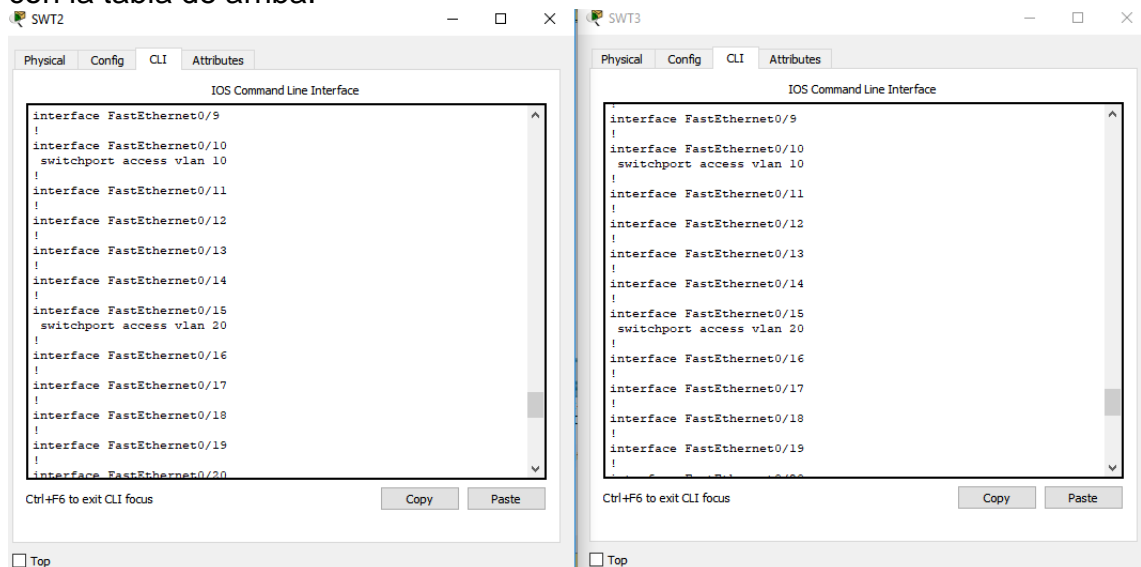 con la tabla de arriba.
SWT2
Physical Config CLI Attributes
IOS Command Line Interface
interface FastEthernet0/9
!
interface FastEthernet0/10
switchport access vlan 10
!
interface FastEthernet0/11
!
interface FastEthernet0/12
!
interface FastEthernet0/13
!
interface FastEthernet0/14
!
interface FastEthernet0/15
switchport access vlan 20
!
interface FastEthernet0/16
!
interface FastEthernet0/17
!
interface FastEthernet0/18
!
interface FastEthernet0/19
!
interface FastEthernet0/20
Ctrl+F6 to exit CLI focus
Copy Paste
Top
SWT3
Physical Config CLI Attributes
IOS Command Line Interface
!
interface FastEthernet0/9
!
interface FastEthernet0/10
switchport access vlan 10
!
interface FastEthernet0/11
!
interface FastEthernet0/12
!
interface FastEthernet0/13
!
interface FastEthernet0/14
!
interface FastEthernet0/15
switchport access vlan 20
!
interface FastEthernet0/16
!
interface FastEthernet0/17
!
interface FastEthernet0/18
!
interface FastEthernet0/19
!
Ctrl+F6 to exit CLI focus
Copy Paste
Top